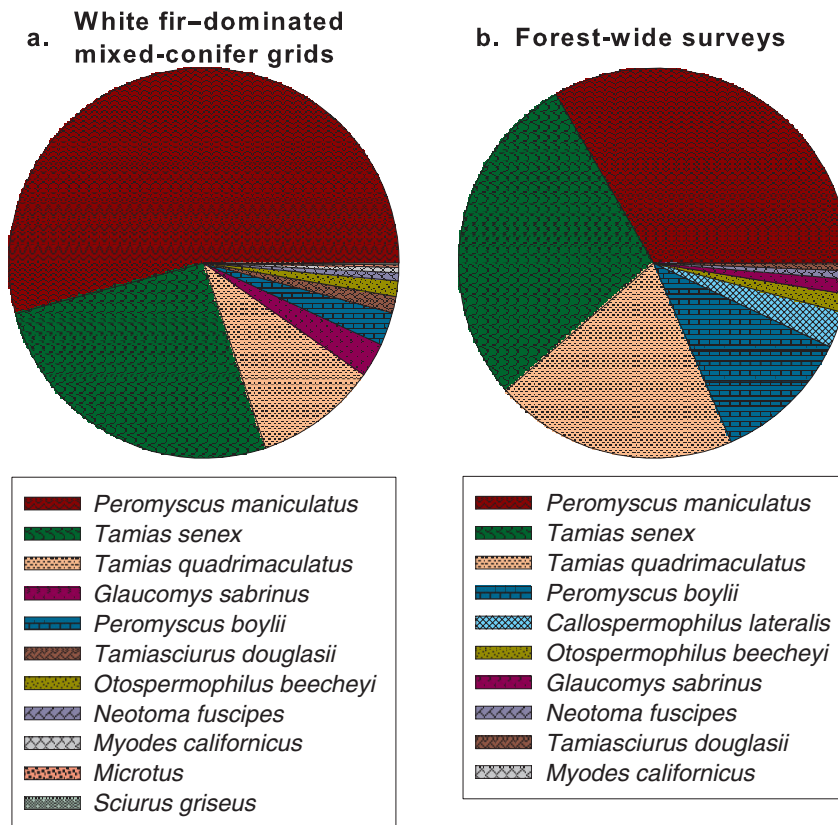 a. White fir–dominated
mixed-conifer grids
Peromyscus maniculatus
Tamias senex
Tamias quadrimaculatus
Glaucomys sabrinus
Peromyscus boylii
Tamiasciurus douglasii
Otospermophilus beecheyi
Neotoma fuscipes
Myodes californicus
Microtus
Sciurus griseus
b. Forest-wide surveys
Peromyscus maniculatus
Tamias senex
Tamias quadrimaculatus
Peromyscus boylii
Callospermophilus lateralis
Otospermophilus beecheyi
Glaucomys sabrinus
Neotoma fuscipes
Tamiasciurus douglasii
Myodes californicus